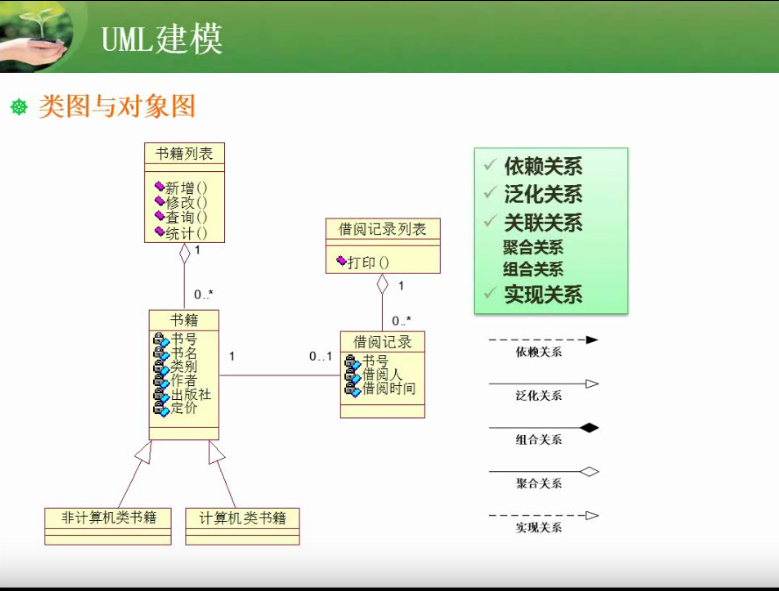 UML建模
类图与对象图
书籍列表
新增()
修改()
查询()
统计()
1
0..*
书籍
书号
书名
类别
作者
出版社
定价
1
0..1
借阅记录列表
打印()
1
0..*
借阅记录
书号
借阅人
借阅时间
非计算机类书籍
计算机类书籍
依赖关系
泛化关系
关联关系
聚合关系
组合关系
实现关系
依赖关系
泛化关系
组合关系
聚合关系
实现关系